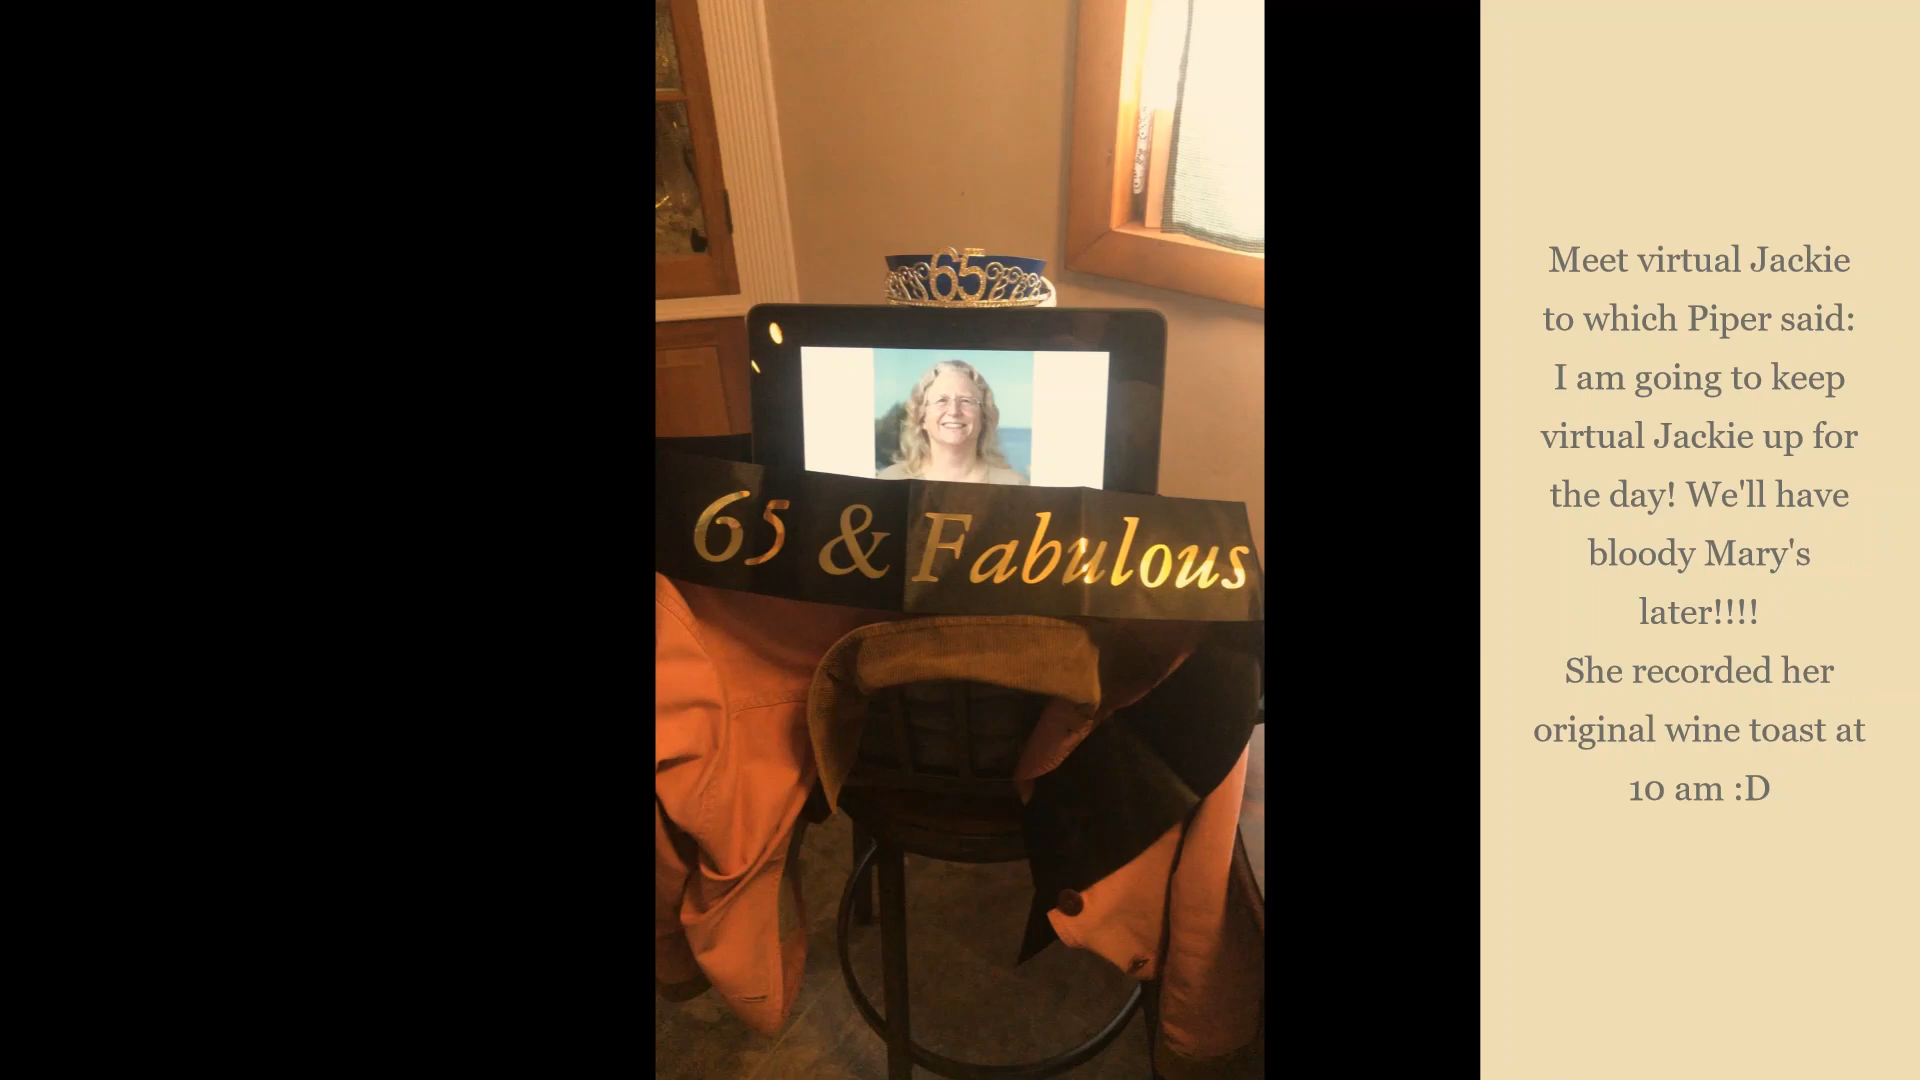 65
65 & Fabulous
Meet virtual Jackie
to which Piper said:
I am going to keep
virtual Jackie up for
the day! We'll have
bloody Mary's
later!!!!
She recorded her
original wine toast at
10 am :D